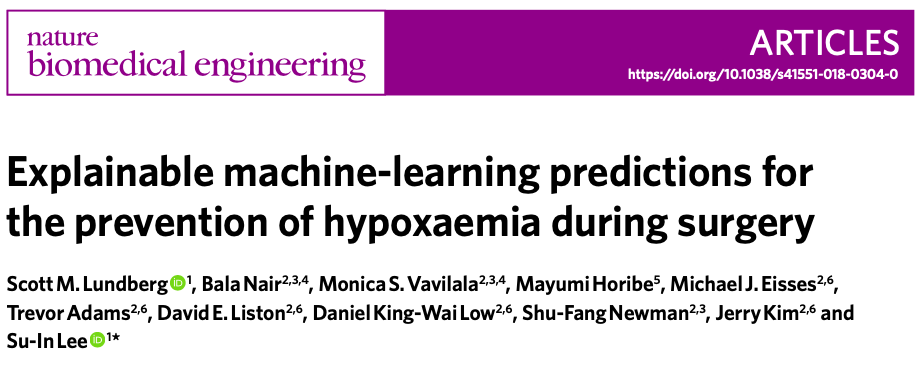 nature
biomedical engineering
ARTICLES
https://doi.org/10.1038/s41551-018-0304-0
Explainable machine-learning predictions for
the prevention of hypoxaemia during surgery
Scott M. Lundberg iD 1, Bala Nair2,3,4, Monica S. Vavilala2,3,4, Mayumi Horibe5, Michael J. Eisses2,6,
Trevor Adams2,6, David E. Liston2,6, Daniel King-Wai Low2,6, Shu-Fang Newman2,3, Jerry Kim2,6 and
Su-In Lee iD 1*